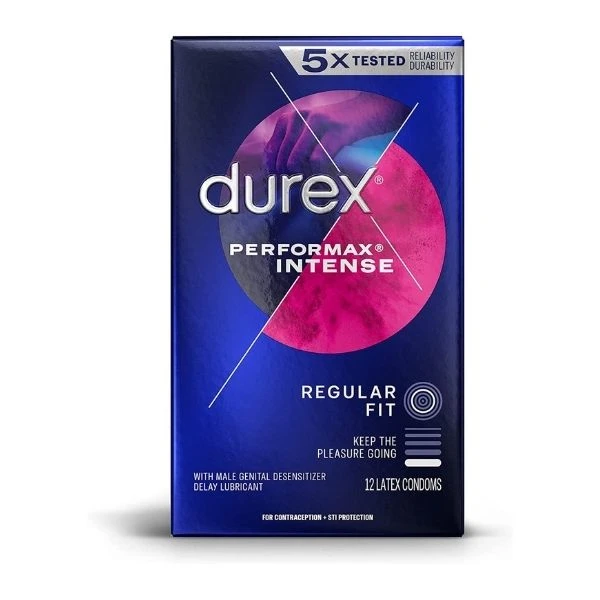 5X TESTED RELIABILITY
DURABILITY
durex®
PERFORMAX®
INTENSE
REGULAR
FIT
KEEP THE
PLEASURE GOING
WITH MALE GENITAL DESENSITIZER
DELAY LUBRICANT
12 LATEX CONDOMS
FOR CONTRACEPTION + STI PROTECTION